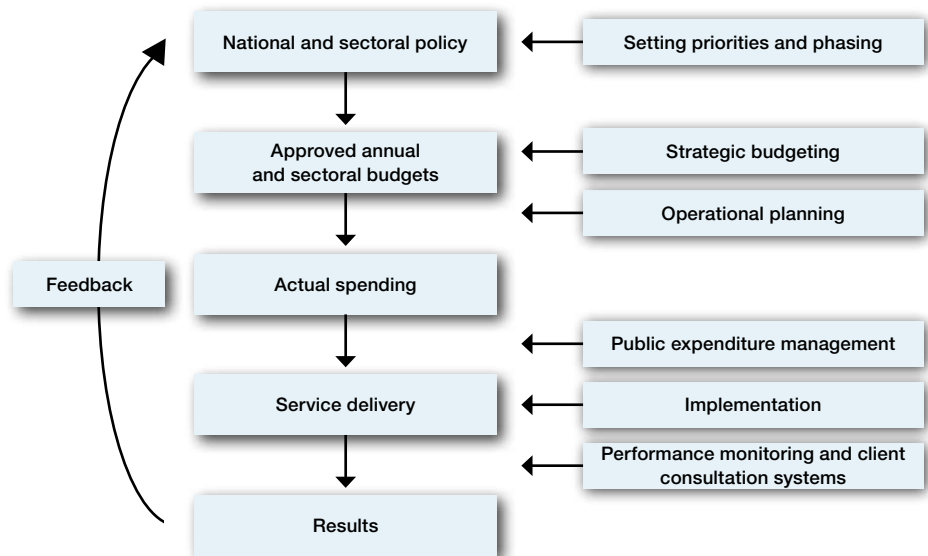 National and sectoral policy
Setting priorities and phasing
Approved annual
and sectoral budgets
Strategic budgeting
Operational planning
Feedback
Actual spending
Public expenditure management
Service delivery
Implementation
Performance monitoring and client
consultation systems
Results